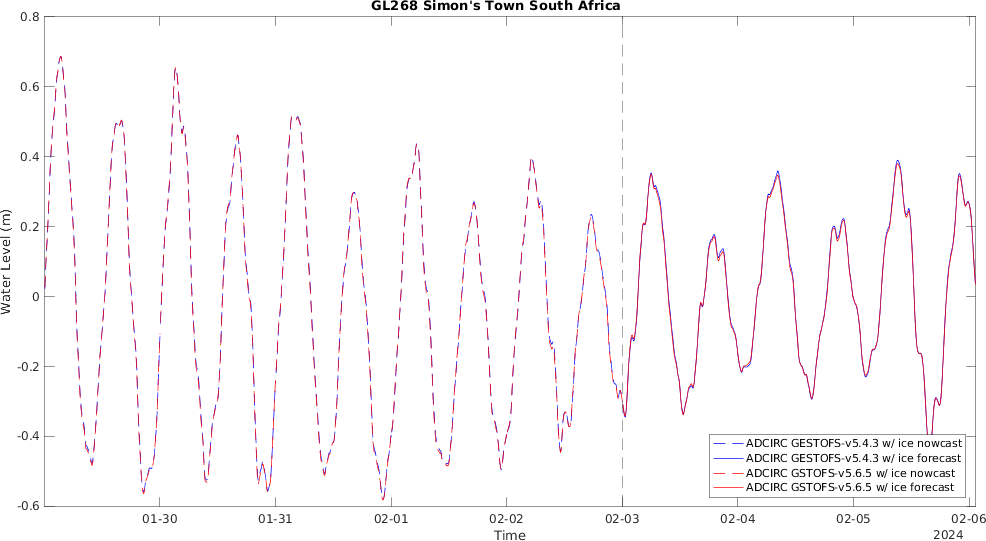 GL268 Simon's Town South Africa
0.8
0.6
0.4
0.2
0
-0.2
-0.4
-0.6
Water Level (m)
01-30
01-31
02-01
02-02
02-03
02-04
02-05
02-06
Time
2024
ADCIRC GESTOFS-v5.4.3 w/ ice nowcast
ADCIRC GESTOFS-v5.4.3 w/ ice forecast
ADCIRC GSTOFS-v5.6.5 w/ ice nowcast
ADCIRC GSTOFS-v5.6.5 w/ ice forecast